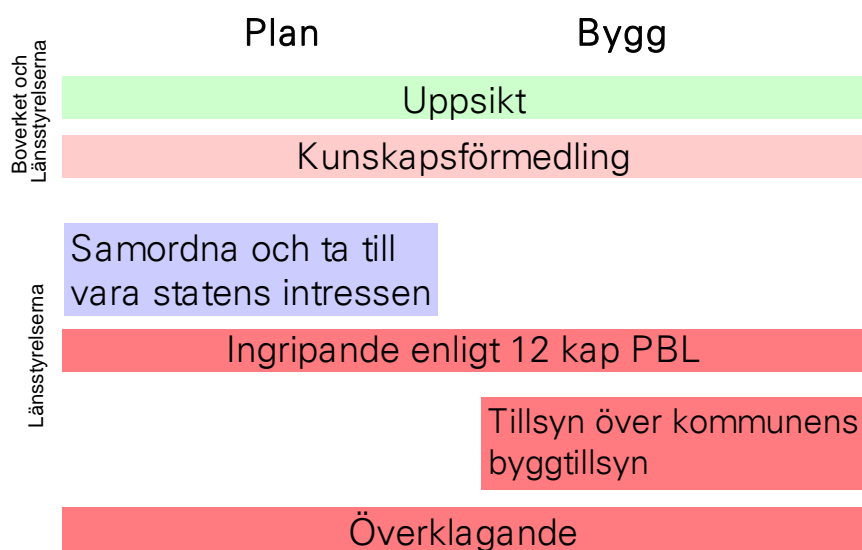 Plan
Bygg
Boverket och
Länsstyrelserna
Uppsikt
Kunskapsförmedling
Länsstyrelserna
Samordna och ta till
vara statens intressen
Ingripande enligt 12 kap PBL
Tillsyn över kommunens
byggtillsyn
Överklagande